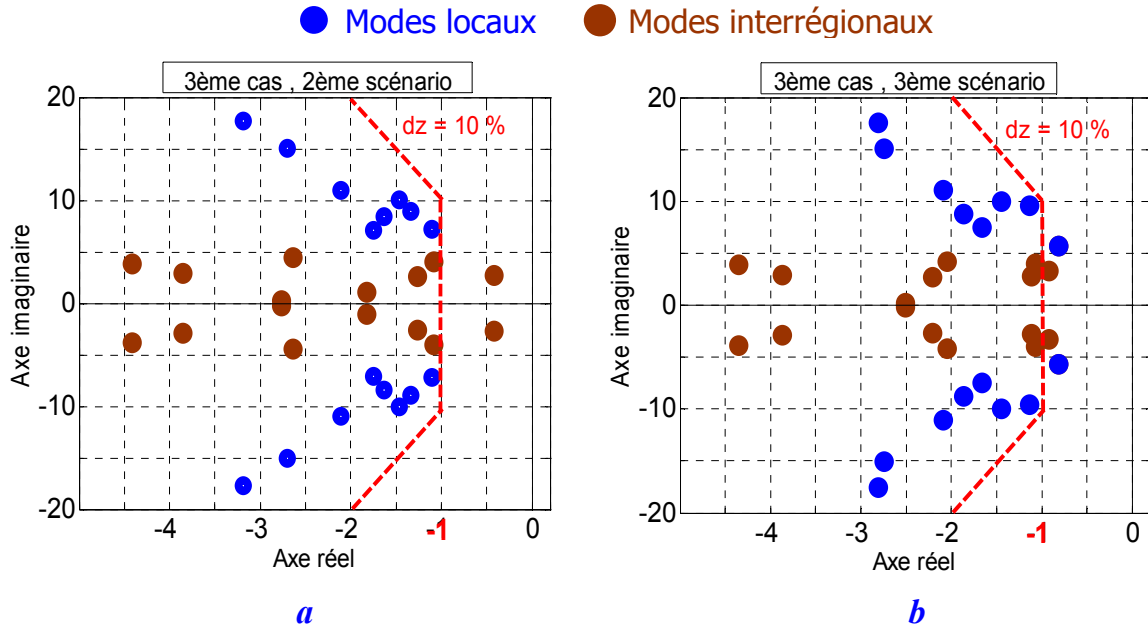 Modes locaux
Modes interrégionaux
3ème cas , 2ème scénario
dz = 10 %
20
10
0
-10
-20
Axe imaginaire
-4
-3
-2
-1
0
Axe réel
a
3ème cas , 3ème scénario
dz = 10 %
20
10
0
-10
-20
Axe imaginaire
-4
-3
-2
-1
0
Axe réel
b